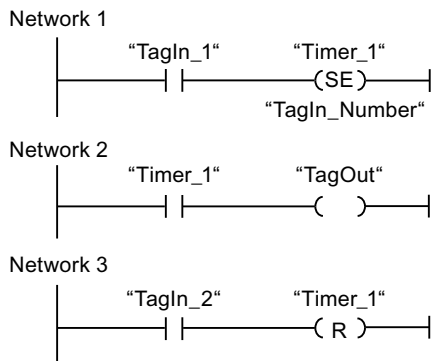 Network 1
“TagIn_1“ “Timer_1“
SE
“TagIn_Number“
Network 2
“Timer_1“ “TagOut“
Network 3
“TagIn_2“ “Timer_1“
R